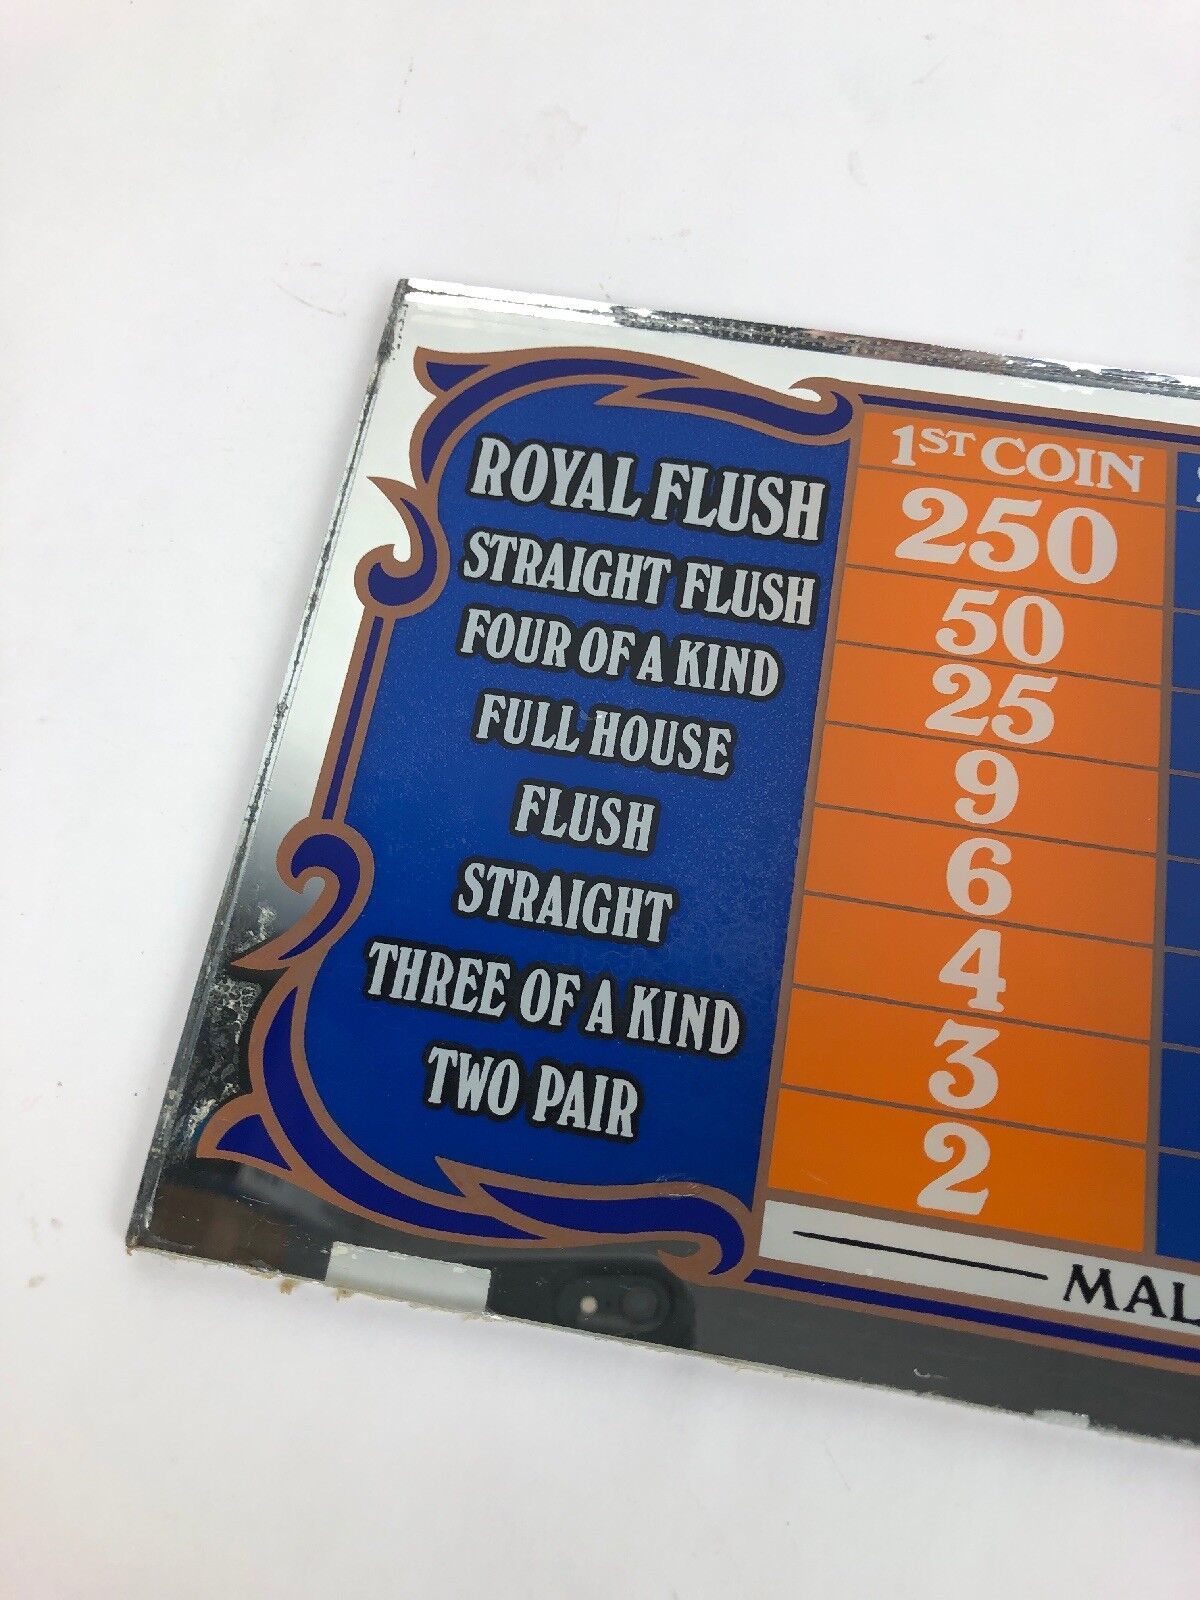 1ST COIN
ROYAL FLUSH 250
STRAIGHT FLUSH 50
FOUR OF A KIND 25
FULL HOUSE 9
FLUSH 6
STRAIGHT 4
THREE OF A KIND 3
TWO PAIR 2
MAL